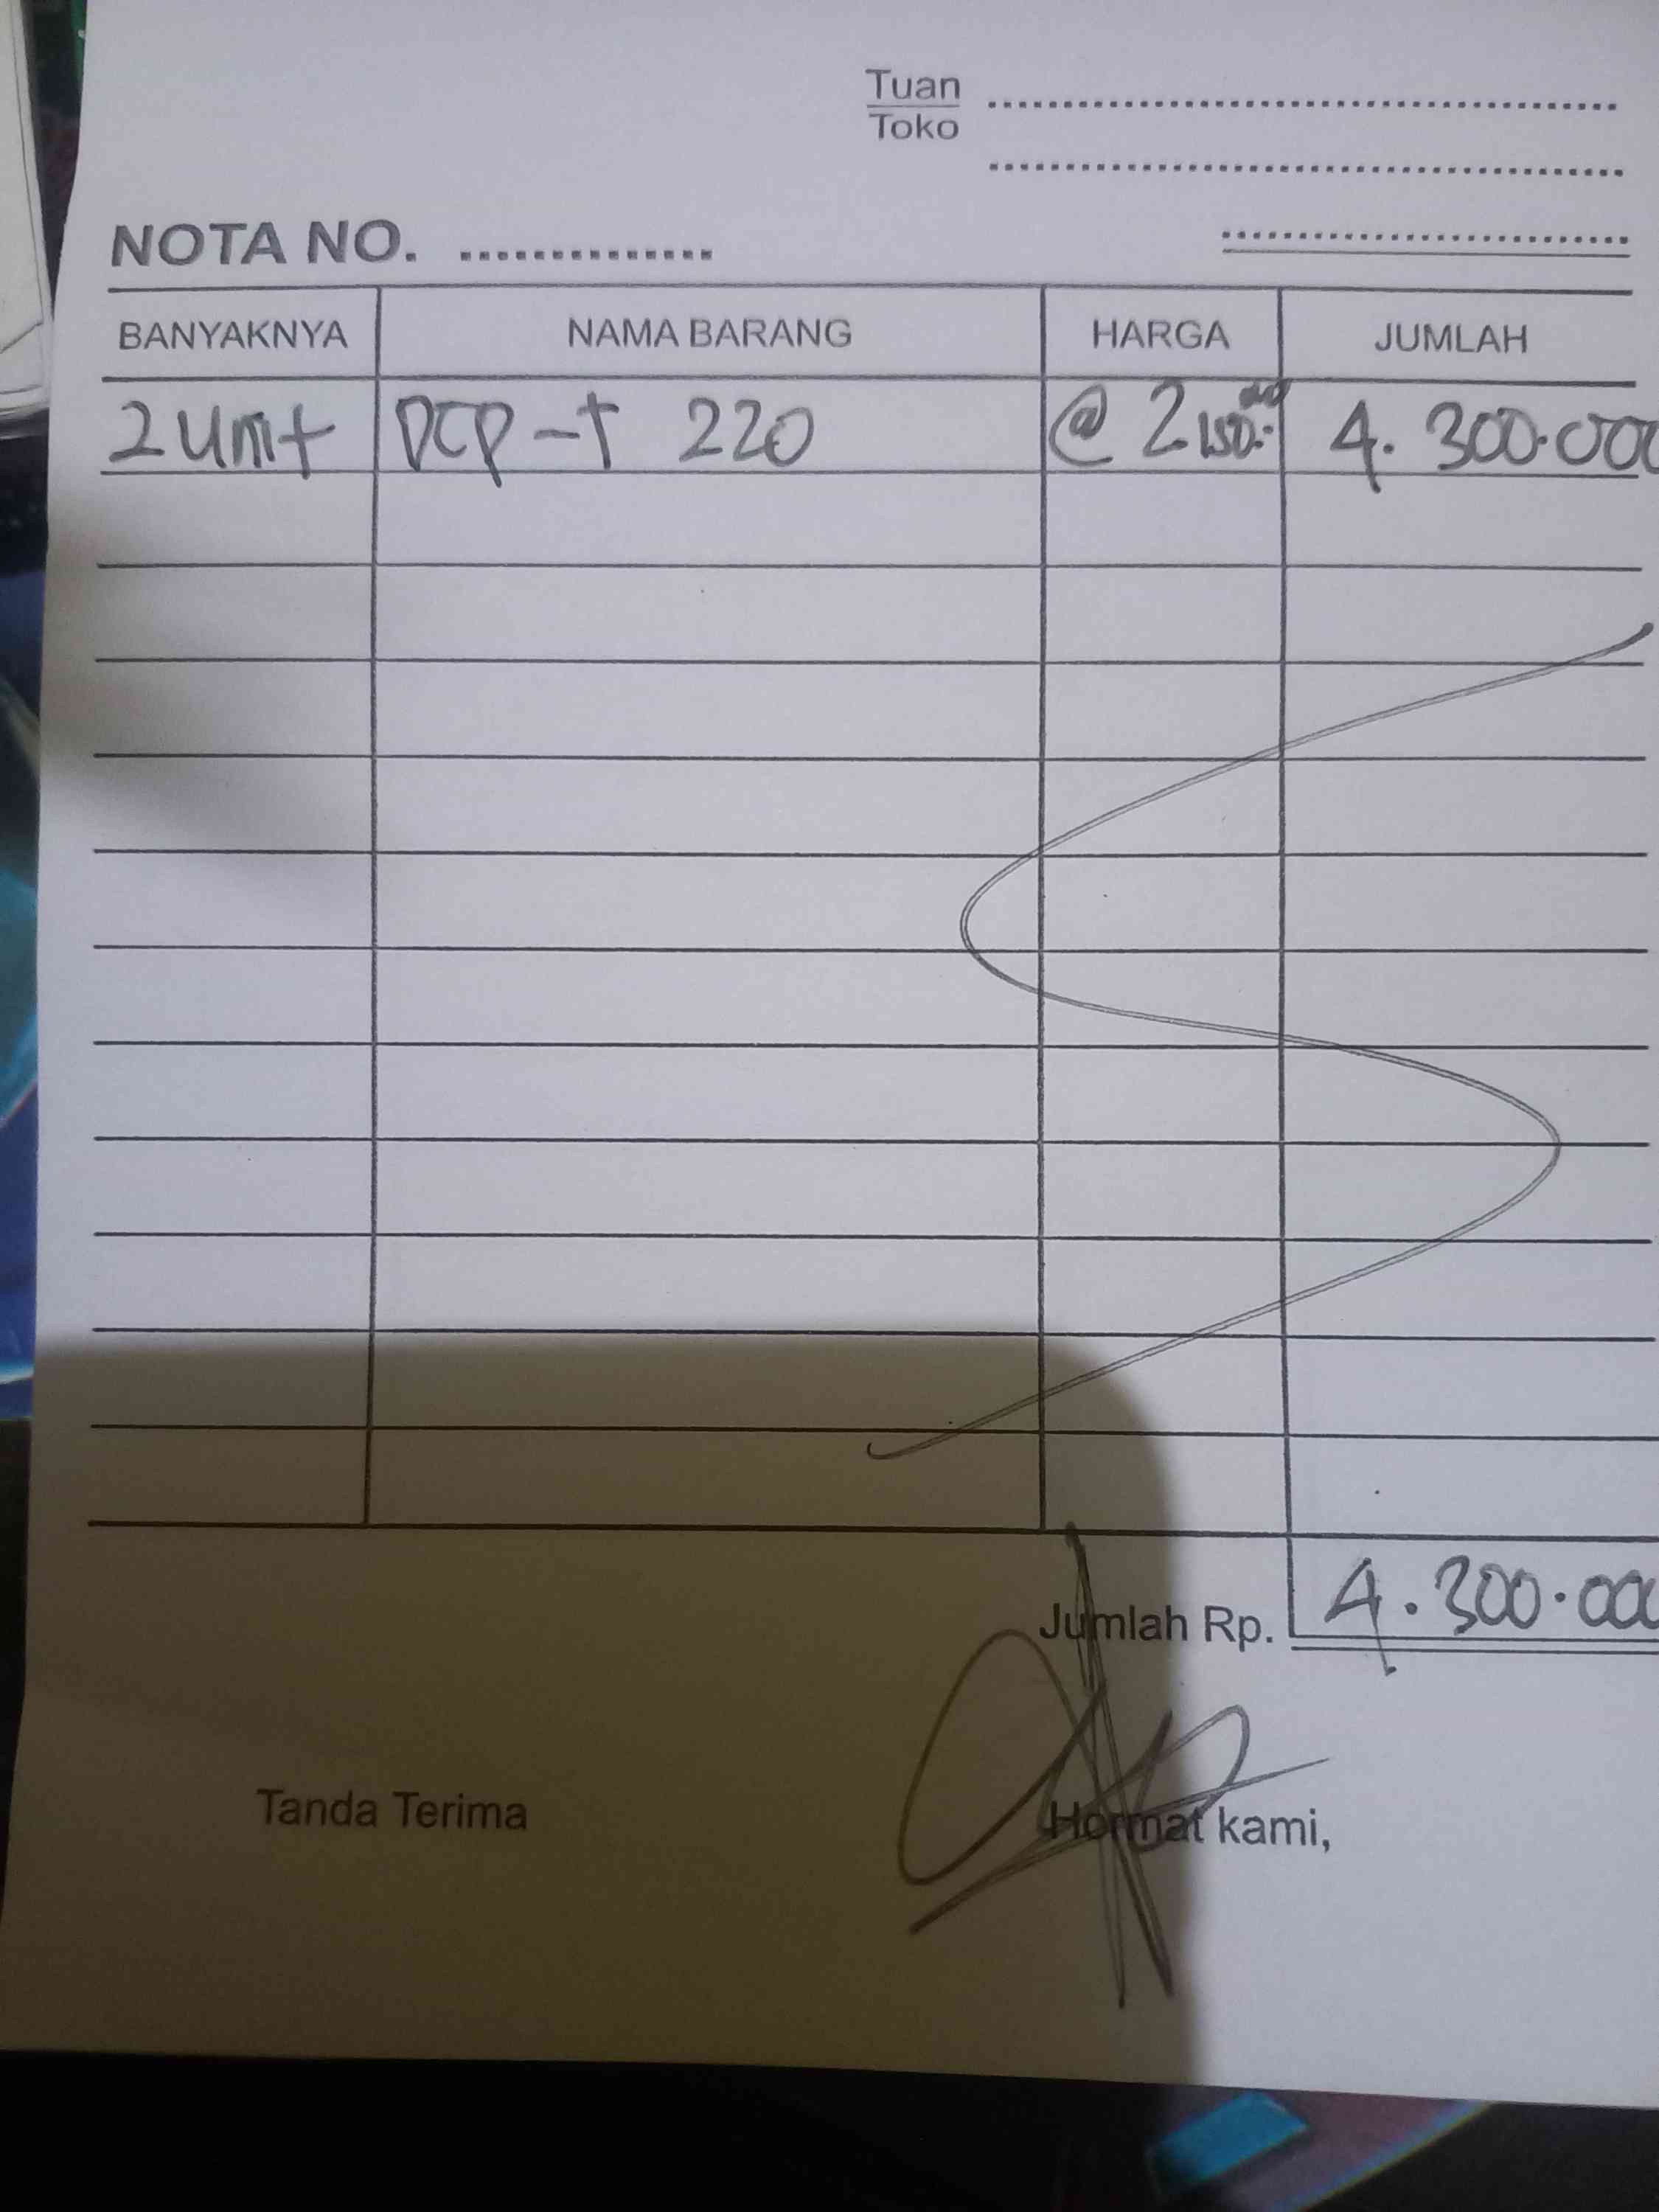 Tuan
Toko
NOTA NO. ..............
BANYAKNYA NAMA BARANG HARGA JUMLAH
2 unit DCP-T 220 @ 2.150.000 4.300.000
Jumlah Rp. 4.300.000
Tanda Terima Hormat kami,